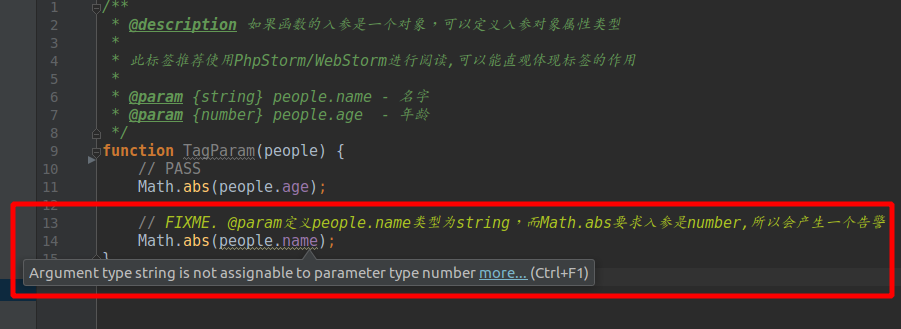 1 /**
2 * @description 如果函数的入参是一个对象，可以定义入参对象属性类型
3 *
4 * 此标签推荐使用PhpStorm/WebStorm进行阅读,可以能直观体现标签的作用
5 *
6 * @param {string} people.name - 名字
7 * @param {number} people.age  - 年龄
8 */
9 function TagParam(people) {
10 // PASS
11 Math.abs(people.age);
12
13 // FIXME. @param定义people.name类型为string，而Math.abs要求入参是number,所以会产生一个告警
14 Math.abs(people.name);
15 }
Argument type string is not assignable to parameter type number more... (Ctrl+F1)